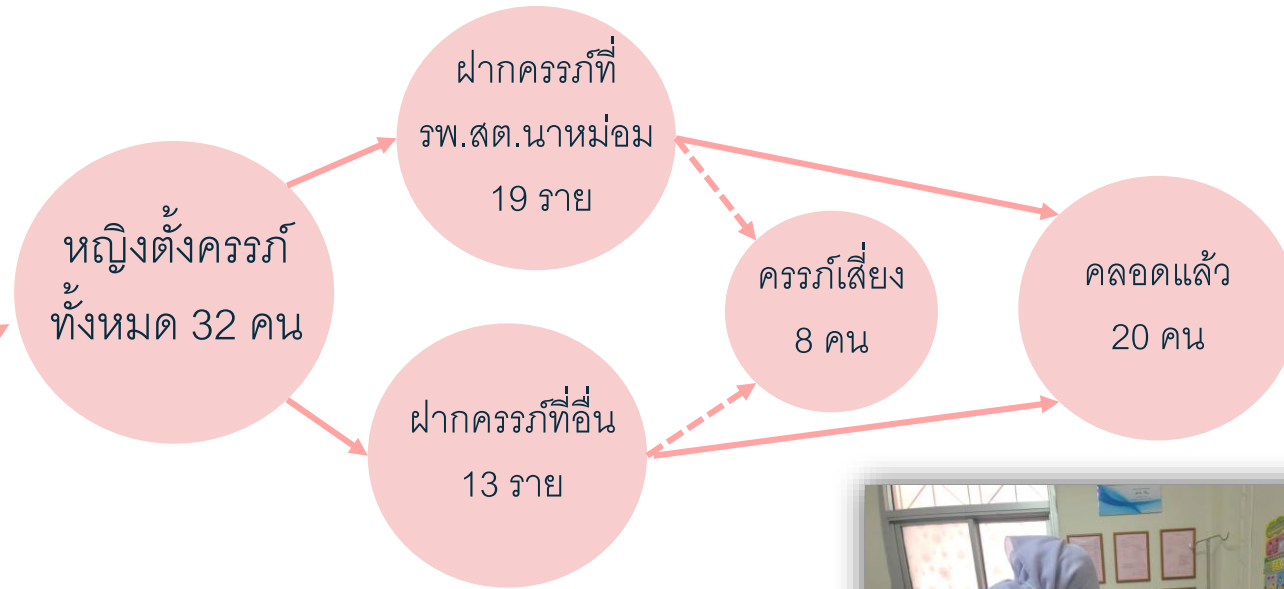 หญิงตั้งครรภ์
ทั้งหมด 32 คน
ฝากครรภ์ที่
รพ.สต.นาหม่อม
19 ราย
ฝากครรภ์ที่อื่น
13 ราย
ครรภ์เสี่ยง
8 คน
คลอดแล้ว
20 คน